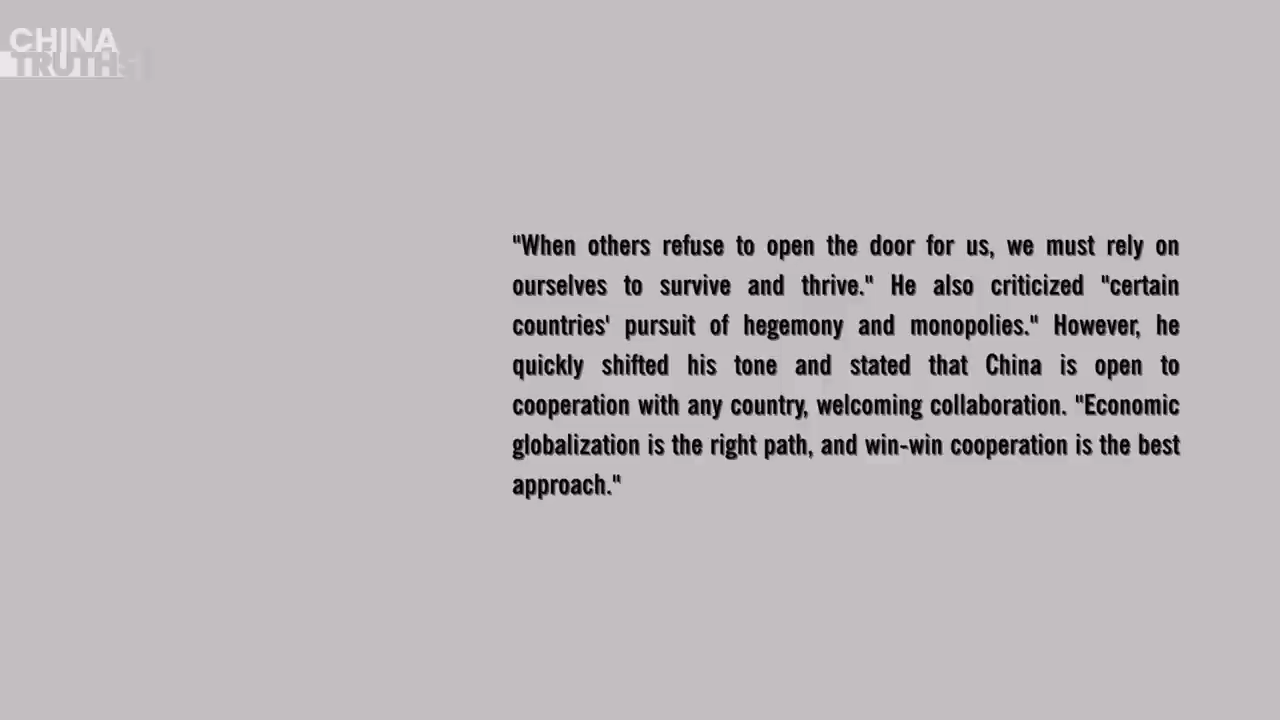 CHINA
TRUTHS
"When others refuse to open the door for us, we must rely on
ourselves to survive and thrive." He also criticized "certain
countries' pursuit of hegemony and monopolies." However, he
quickly shifted his tone and stated that China is open to
cooperation with any country, welcoming collaboration. "Economic
globalization is the right path, and win-win cooperation is the best
approach."